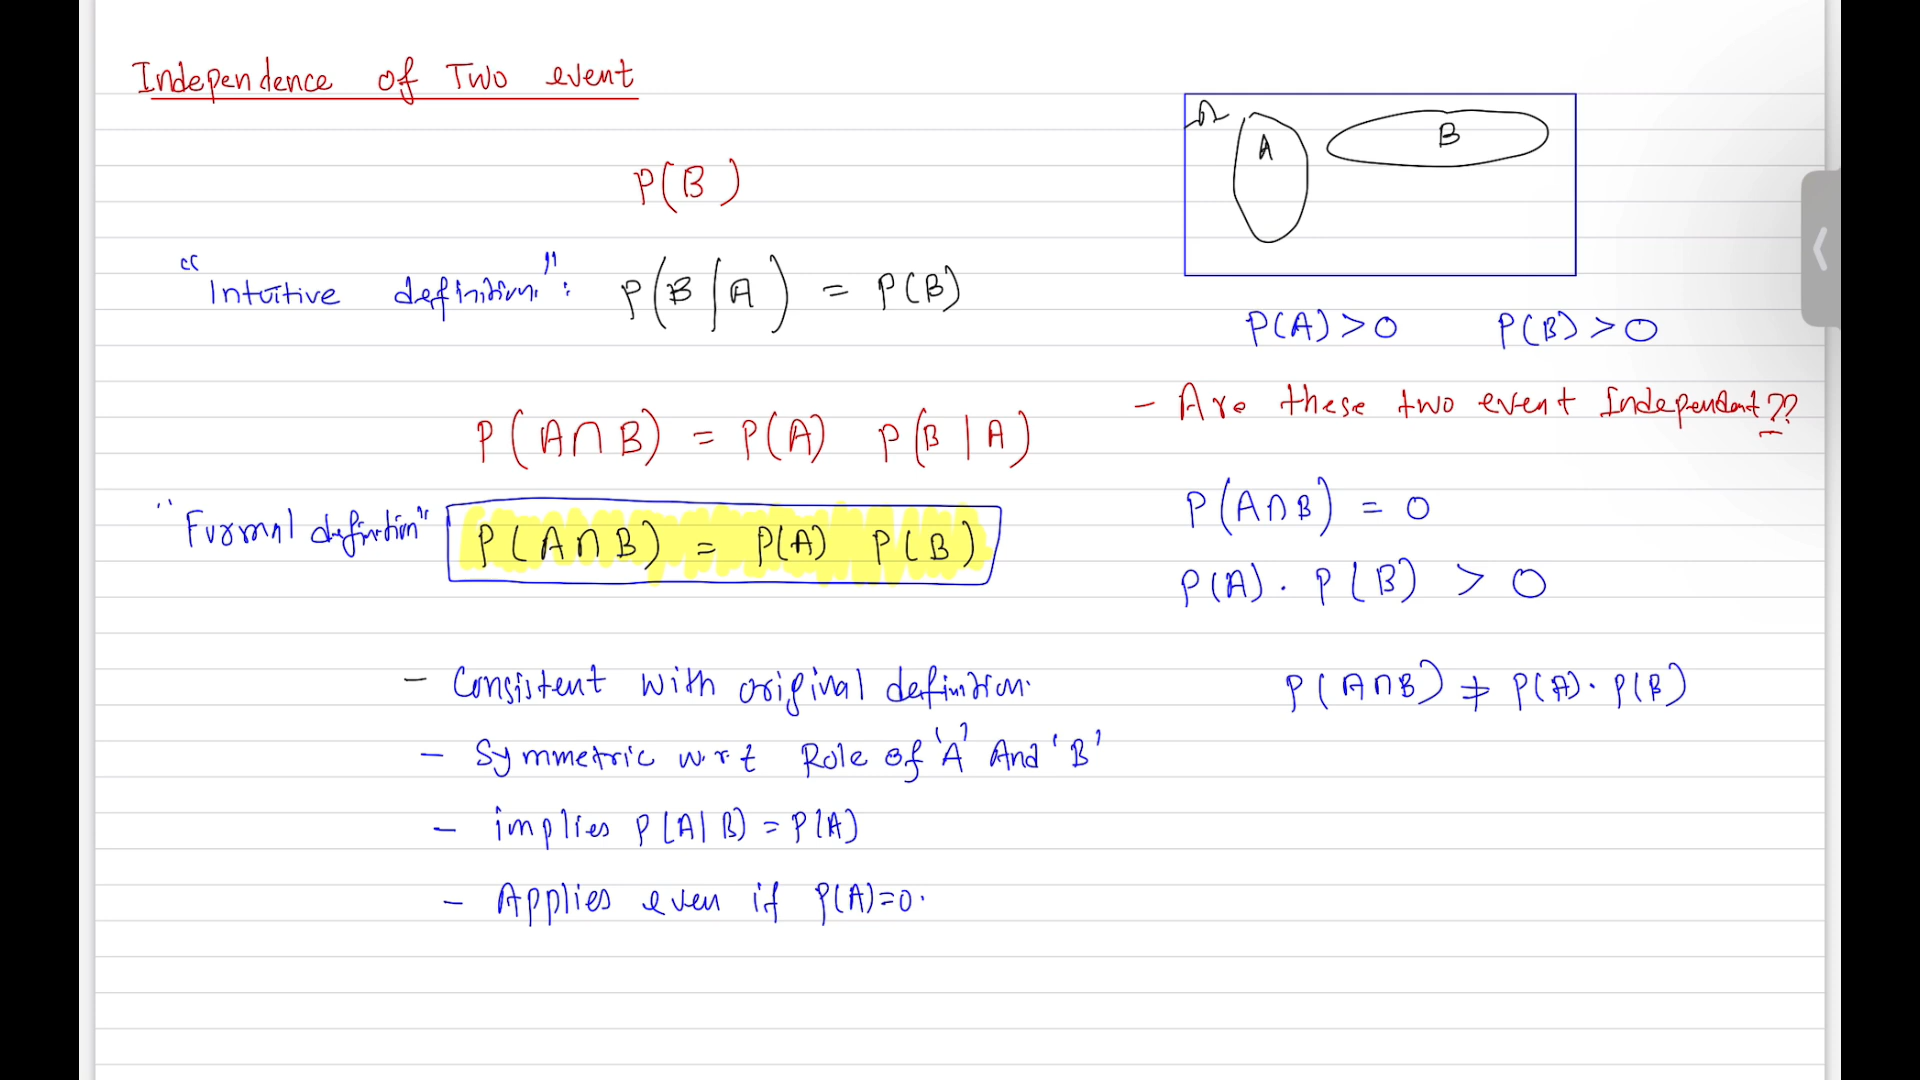 Independence of Two event
P(B)
"Intuitive definition": P(B|A) = P(B)
P(A∩B) = P(A) P(B|A)
"Formal definition" P(A∩B) = P(A) P(B)
- Consistent with original definition.
- Symmetric w.r.t Role of 'A' And 'B'
- implies P(A|B) = P(A)
- Applies even if P(A)=0.
Ω A B
P(A)>0 P(B)>0
- Are these two event Independent??
P(A∩B) = 0
P(A). P(B) > 0
P(A∩B) ≠ P(A). P(B)